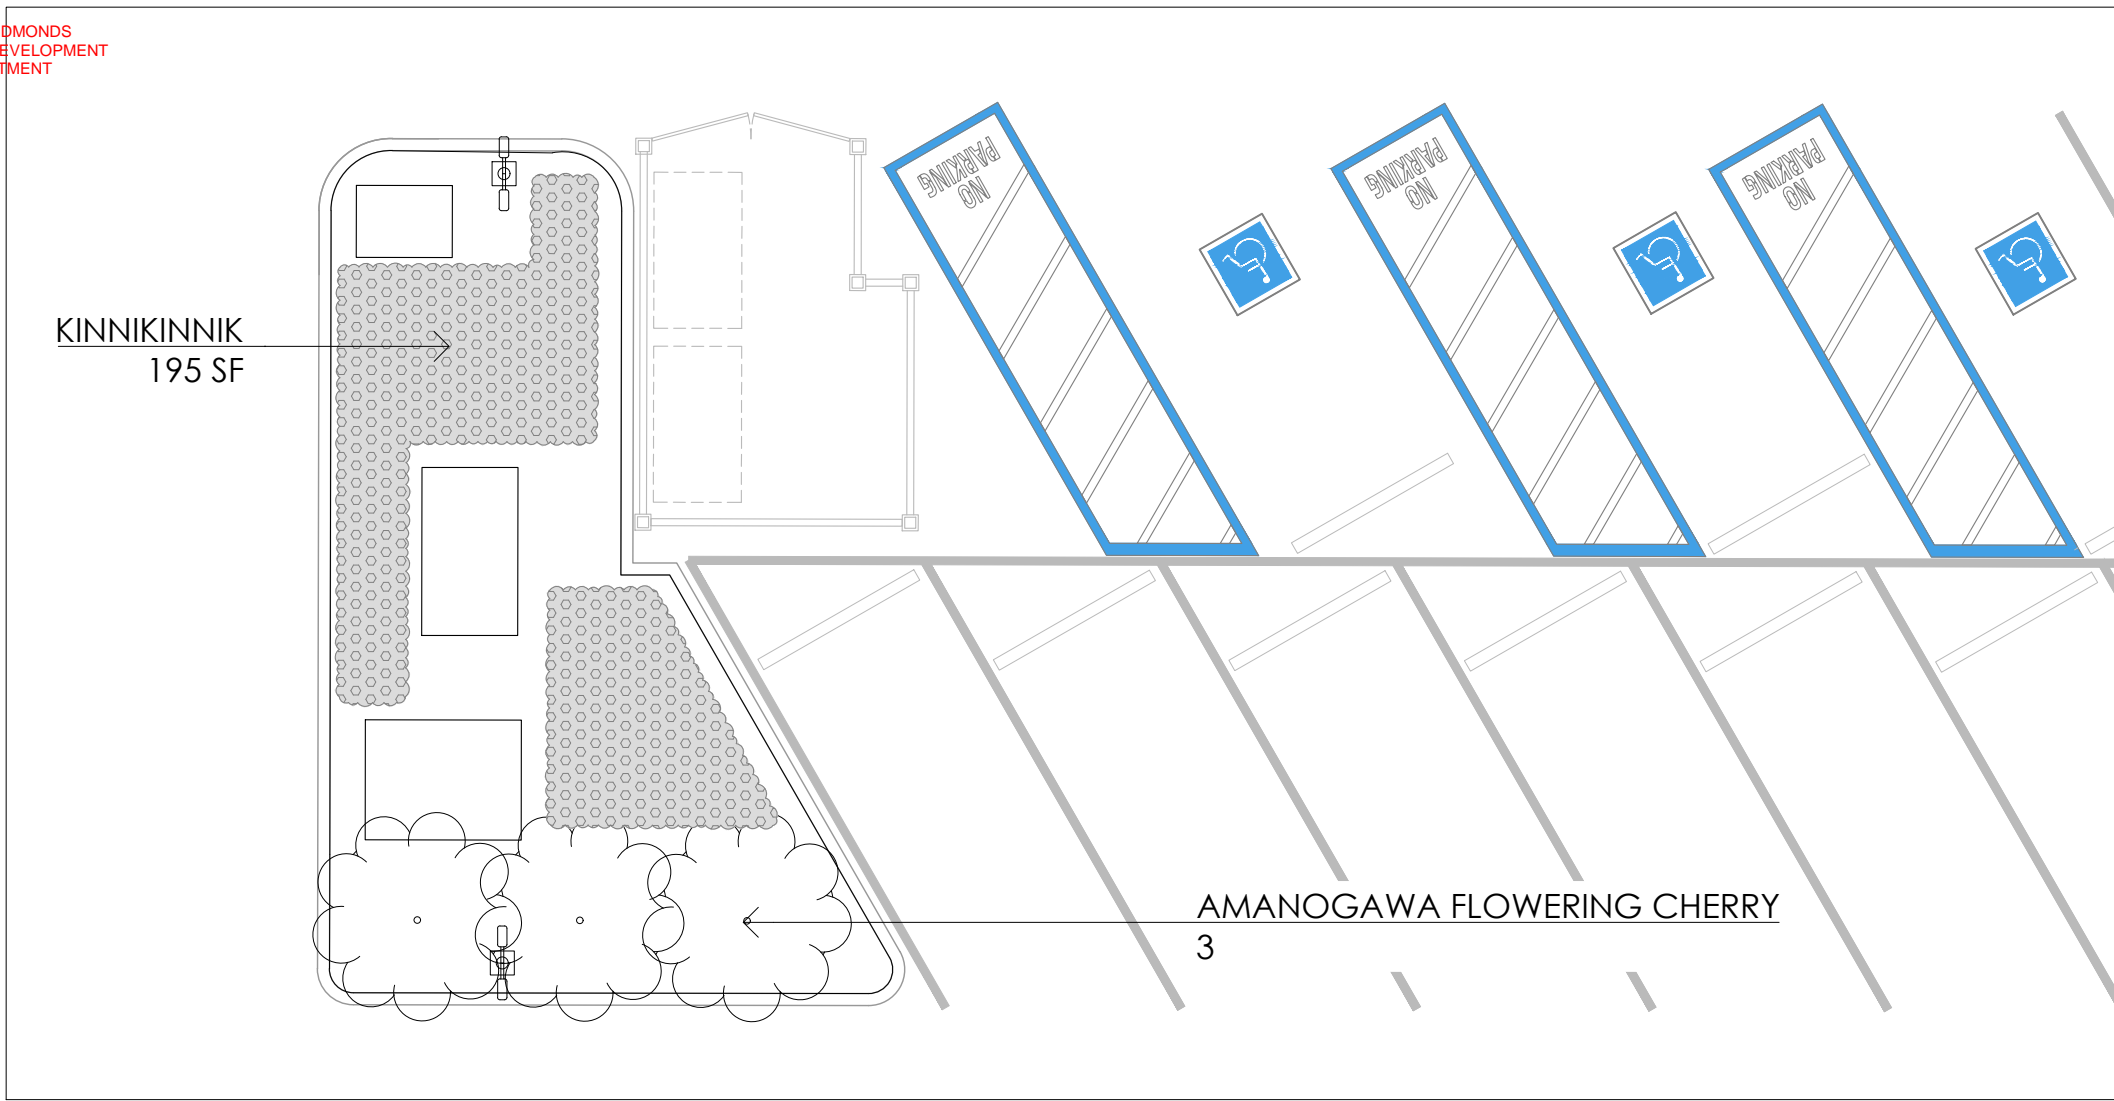 DMONDS
EVELOPMENT
TMENT
NO
PARKING
NO
PARKING
NO
PARKING
KINNIKINNIK
195 SF
AMANOGAWA FLOWERING CHERRY
3